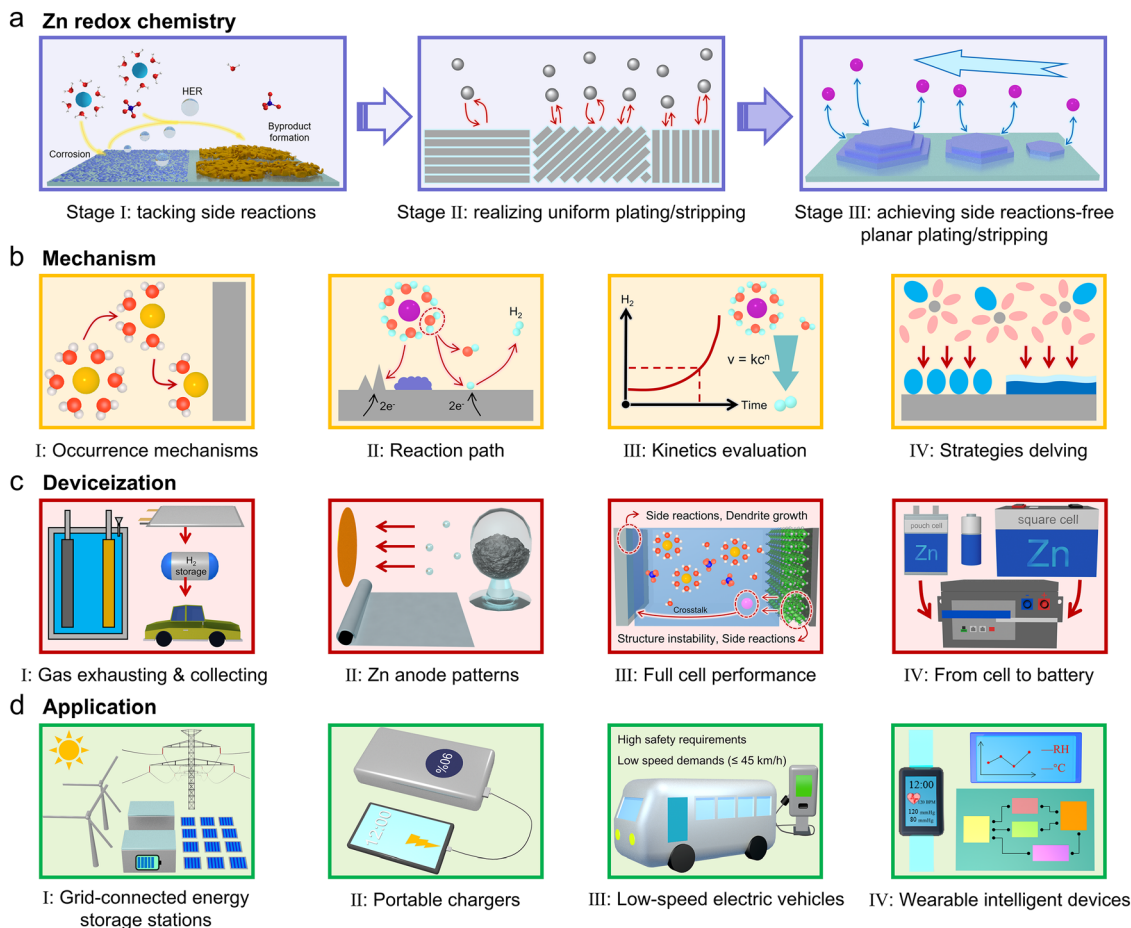 a Zn redox chemistry
HER
Byproduct
formation
Corrosion
Stage I: tacking side reactions
Stage II: realizing uniform plating/stripping
Stage III: achieving side reactions-free
planar plating/stripping
b Mechanism
I: Occurrence mechanisms
H₂
2e⁻
2e⁻
II: Reaction path
H₂
v = kcⁿ
Time
III: Kinetics evaluation
IV: Strategies delving
c Deviceization
H₂
storage
I: Gas exhausting & collecting
II: Zn anode patterns
Side reactions, Dendrite growth
Crosstalk
Structure instability, Side reactions
III: Full cell performance
pouch cell
Zn
square cell
Zn
IV: From cell to battery
d Application
I: Grid-connected energy
storage stations
90%
12:00
II: Portable chargers
High safety requirements
Low speed demands (≤ 45 km/h)
III: Low-speed electric vehicles
12:00
120 mmHg
80 mmHg
—RH
—°C
IV: Wearable intelligent devices